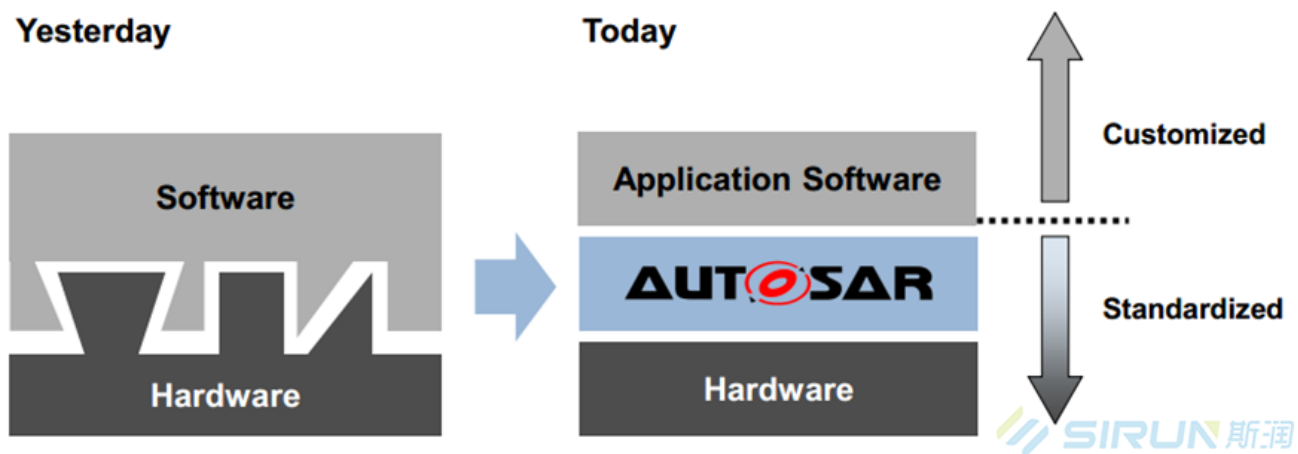 Yesterday
Today
Software
Hardware
Application Software
AUTOSAR
Hardware
Customized
Standardized
SIRUN 斯润